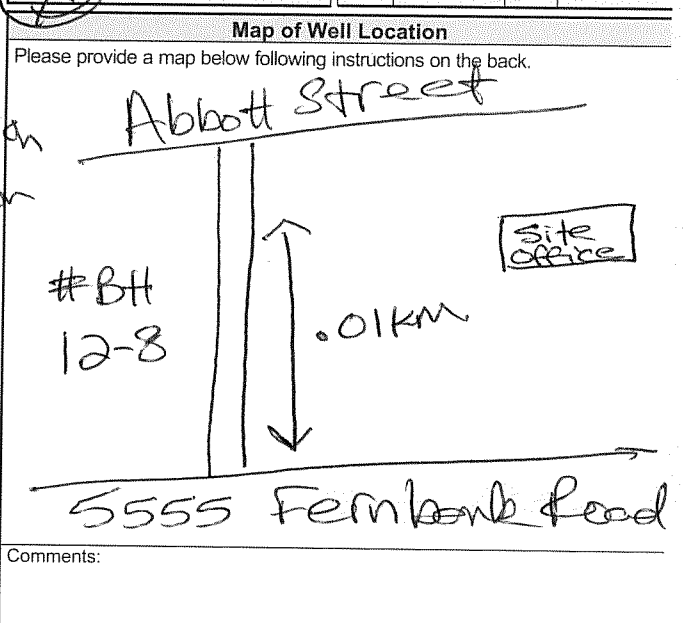 Map of Well Location
Please provide a map below following instructions on the back.
Abbott Street
Site
office
#BH
12-8
.01KM
5555 Fernbank Road
Comments: